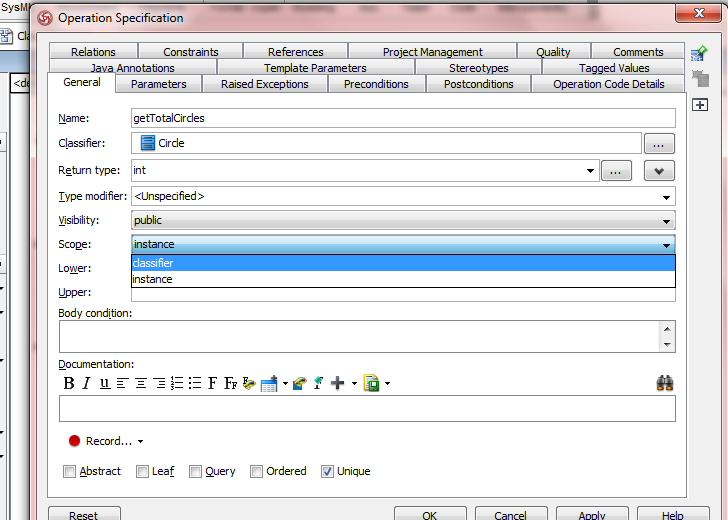 SysM
Operation Specification
Cla
<de
Relations Constraints References Project Management Quality Comments
Java Annotations Template Parameters Stereotypes Tagged Values
General Parameters Raised Exceptions Preconditions Postconditions Operation Code Details
Name: getTotalCircles
Classifier: Circle ...
Return type: int ...
Type modifier: <Unspecified>
Visibility: public
Scope: instance
classifier
Lower: instance
Upper:
Body condition:
Documentation:
B I u F FF
Record...
Abstract Leaf Query Ordered Unique
Reset OK Cancel Apply Help